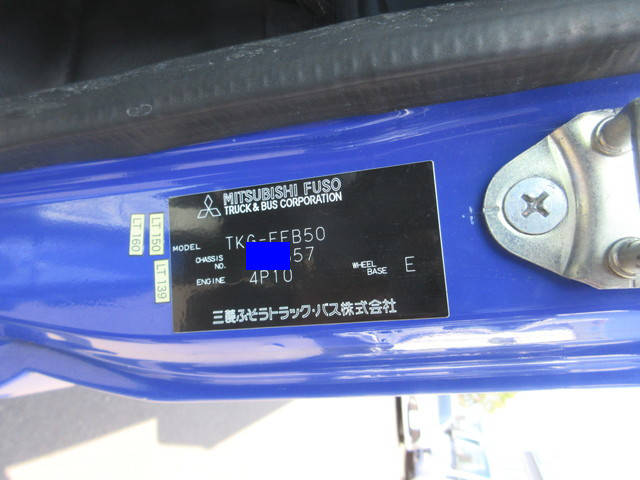 MITSUBISHI FUSO
TRUCK & BUS CORPORATION
MODEL TKG-FEB50
CHASSIS NO. 57
ENGINE 4P10
WHEEL BASE E
三菱ふそうトラック・バス株式会社
LT 160
LT 150
LT 139